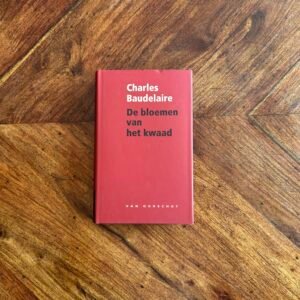 Charles
Baudelaire
De bloemen
van
het kwaad
VAN OORSCHOT